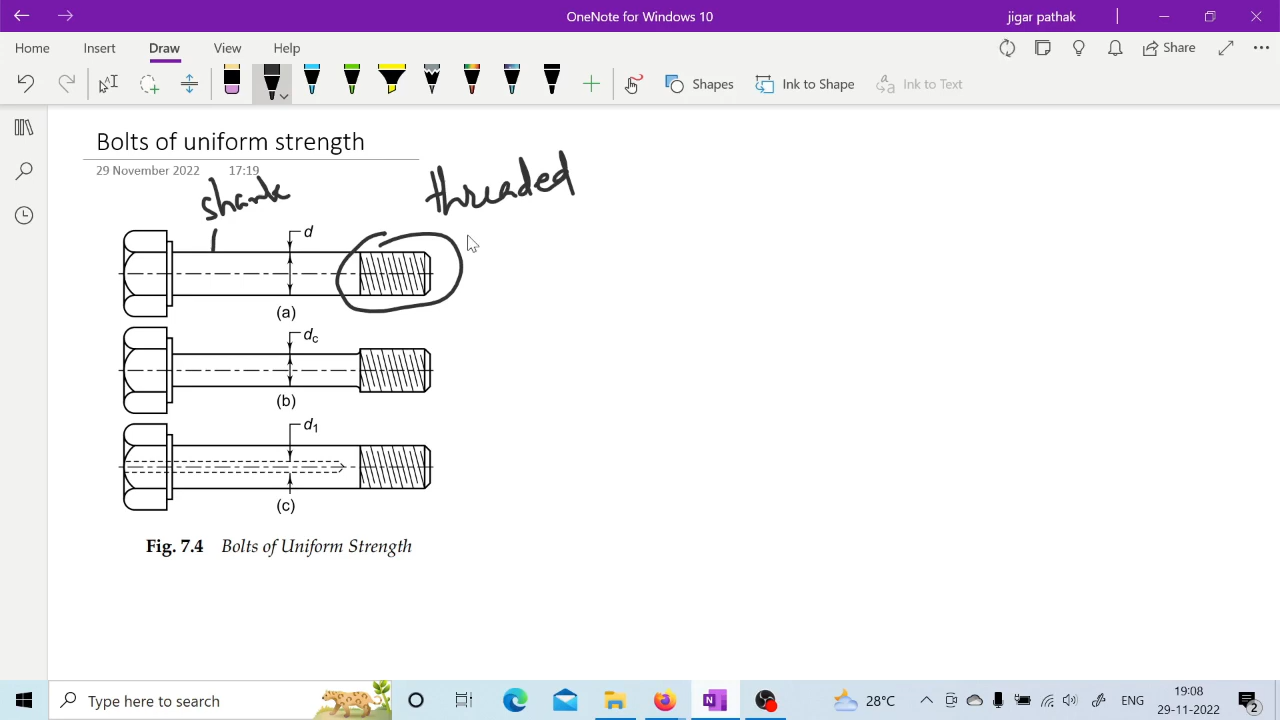 OneNote for Windows 10
jigar pathak
Home Insert Draw View Help
Share
Shapes
Ink to Shape
Ink to Text
Bolts of uniform strength
29 November 2022 17:19
shank
threaded
d
(a)
dc
(b)
d1
(c)
Fig. 7.4 Bolts of Uniform Strength
Type here to search
28°C
ENG
19:08
29-11-2022
2